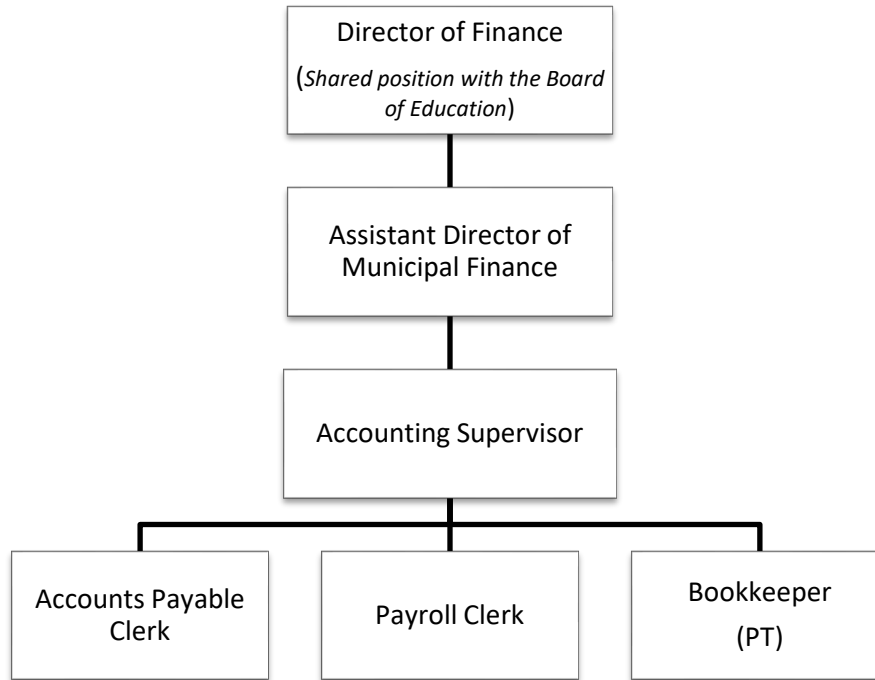 Director of Finance
(Shared position with the Board
of Education)
Assistant Director of
Municipal Finance
Accounting Supervisor
Accounts Payable
Clerk
Payroll Clerk
Bookkeeper
(PT)